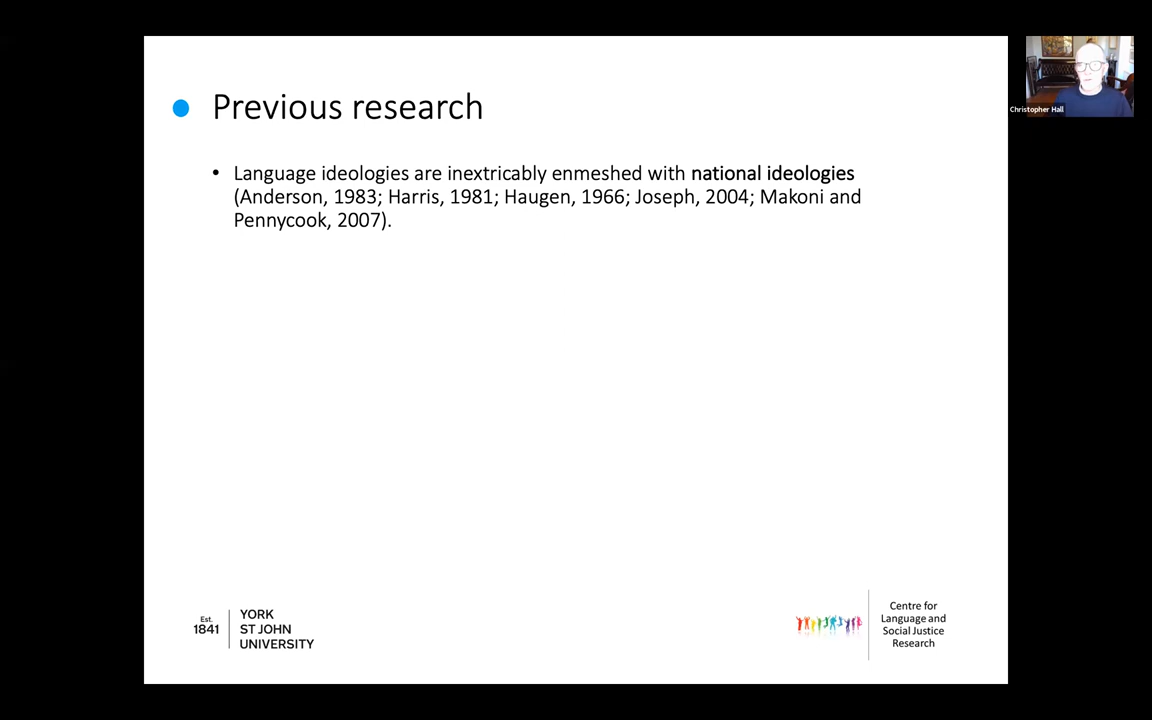 Previous research
• Language ideologies are inextricably enmeshed with national ideologies
(Anderson, 1983; Harris, 1981; Haugen, 1966; Joseph, 2004; Makoni and
Pennycook, 2007).
Christopher Hall
Est.
1841
YORK
ST JOHN
UNIVERSITY
Centre for
Language and
Social Justice
Research